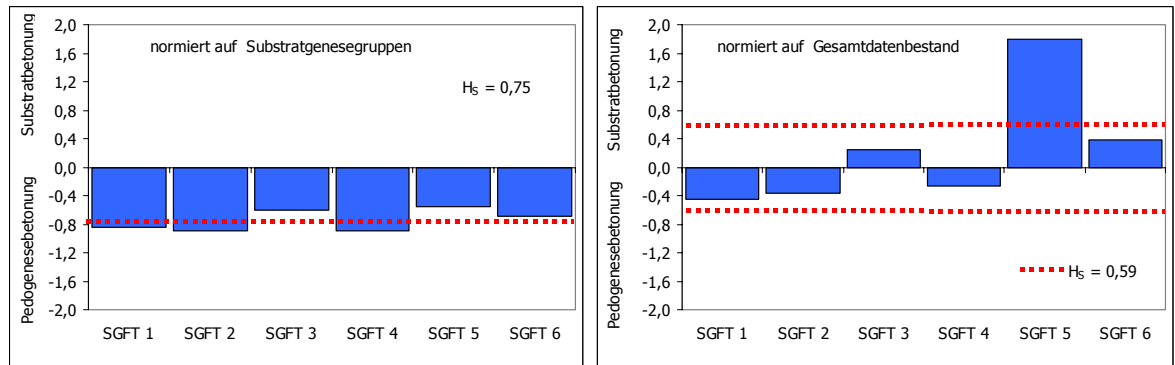 Substratbetonung
Pedogenesebetonung
2,0
1,6
1,2
0,8
0,4
0,0
-0,4
-0,8
-1,2
-1,6
-2,0
normiert auf Substratgenesegruppen
HS = 0,75
SGFT 1 SGFT 2 SGFT 3 SGFT 4 SGFT 5 SGFT 6
Substratbetonung
Pedogenesebetonung
2,0
1,6
1,2
0,8
0,4
0,0
-0,4
-0,8
-1,2
-1,6
-2,0
normiert auf Gesamtdatenbestand
HS = 0,59
SGFT 1 SGFT 2 SGFT 3 SGFT 4 SGFT 5 SGFT 6